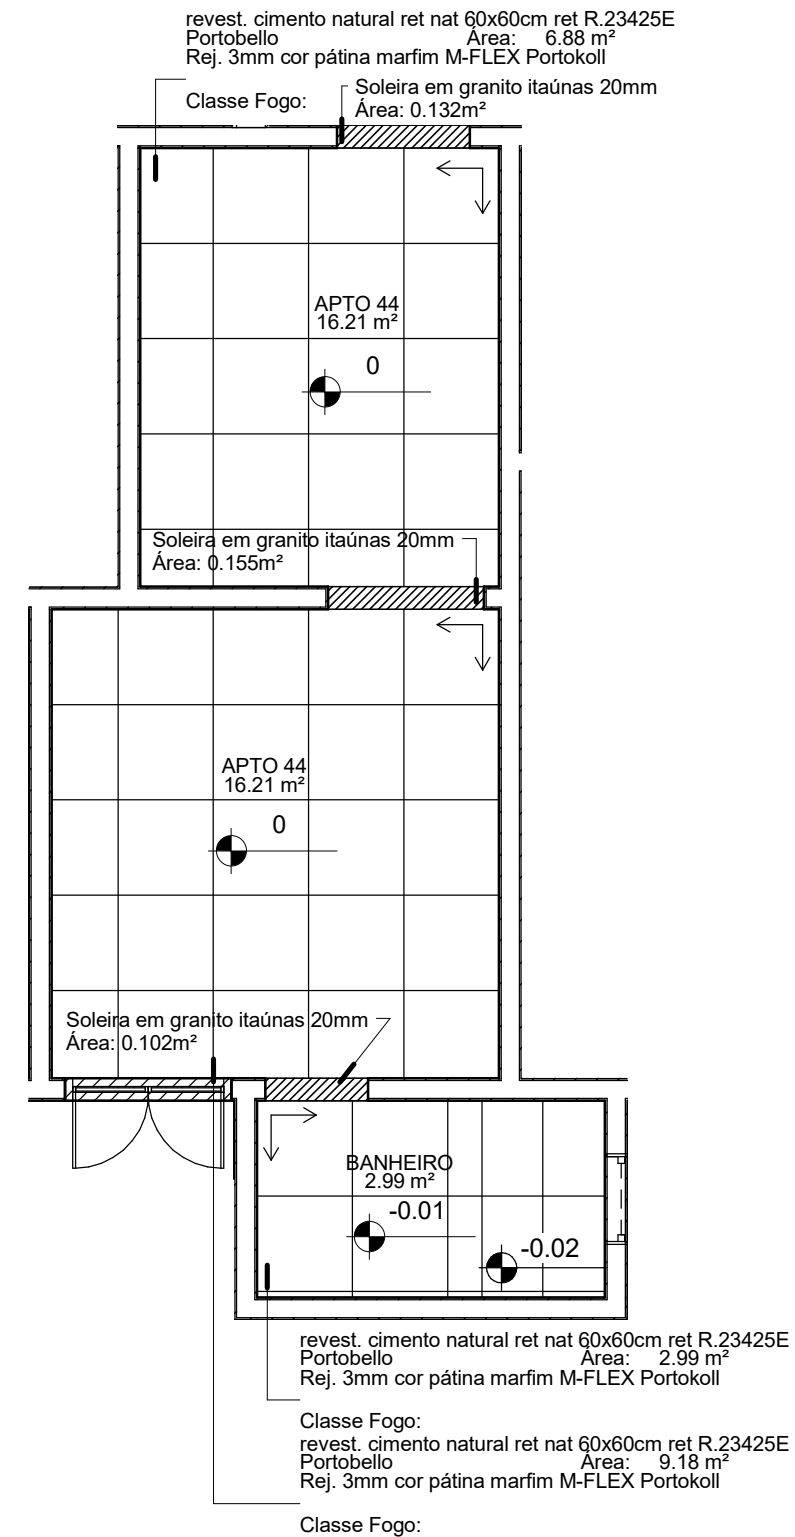 revest. cimento natural ret nat 60x60cm ret R.23425E
Portobello Área: 6.88 m²
Rej. 3mm cor pátina marfim M-FLEX Portokoll
Classe Fogo:
Soleira em granito itaúnas 20mm
Área: 0.132m²
APTO 44
16.21 m²
0
Soleira em granito itaúnas 20mm
Área: 0.155m²
APTO 44
16.21 m²
0
Soleira em granito itaúnas 20mm
Área: 0.102m²
BANHEIRO
2.99 m²
-0.01
-0.02
revest. cimento natural ret nat 60x60cm ret R.23425E
Portobello Área: 2.99 m²
Rej. 3mm cor pátina marfim M-FLEX Portokoll
Classe Fogo:
revest. cimento natural ret nat 60x60cm ret R.23425E
Portobello Área: 9.18 m²
Rej. 3mm cor pátina marfim M-FLEX Portokoll
Classe Fogo: